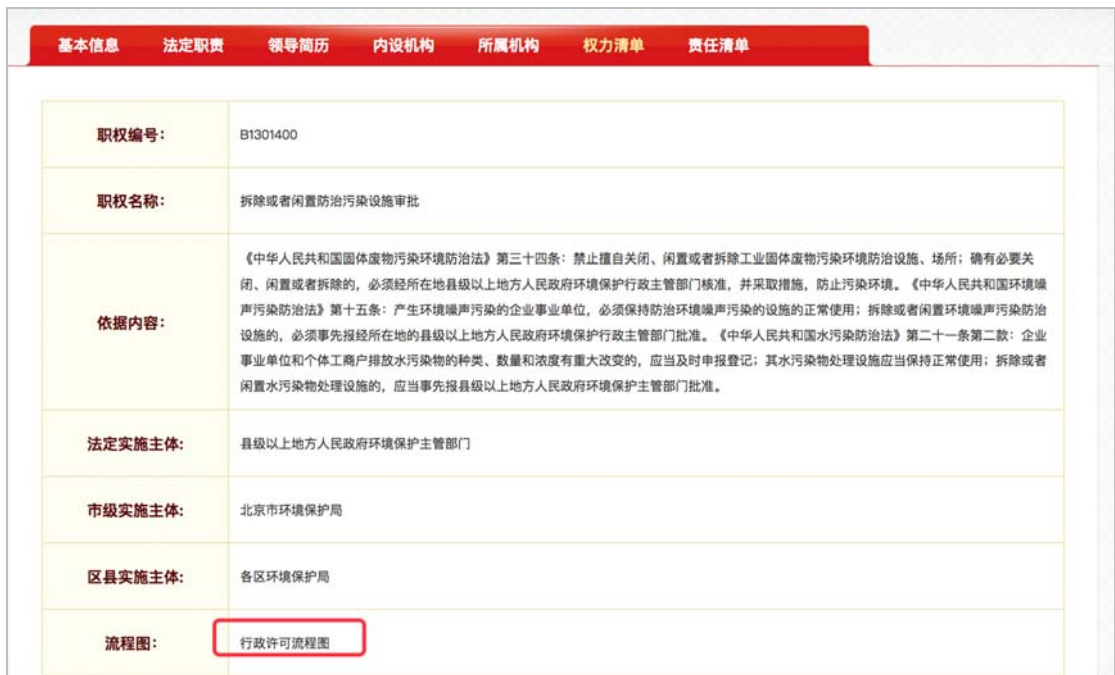 基本信息 法定职责 领导简历 内设机构 所属机构 权力清单 责任清单
职权编号： B1301400
职权名称： 拆除或者闲置防治污染设施审批
依据内容：
《中华人民共和国固体废物污染环境防治法》第三十四条：禁止擅自关闭、闲置或者拆除工业固体废物污染环境防治设施、场所；确有必要关
闭、闲置或者拆除的，必须经所在地县级以上地方人民政府环境保护行政主管部门核准，并采取措施，防止污染环境。《中华人民共和国环境噪
声污染防治法》第十五条：产生环境噪声污染的企业事业单位，必须保持防治环境噪声污染的设施的正常使用；拆除或者闲置环境噪声污染防治
设施的，必须事先报经所在地的县级以上地方人民政府环境保护行政主管部门批准。《中华人民共和国水污染防治法》第二十一条第二款：企业
事业单位和个体工商户排放水污染物的种类、数量和浓度有重大改变的，应当及时申报登记；其水污染物处理设施应当保持正常使用；拆除或者
闲置水污染物处理设施的，应当事先报县级以上地方人民政府环境保护主管部门批准。
法定实施主体: 县级以上地方人民政府环境保护主管部门
市级实施主体: 北京市环境保护局
区县实施主体: 各区环境保护局
流程图： 行政许可流程图